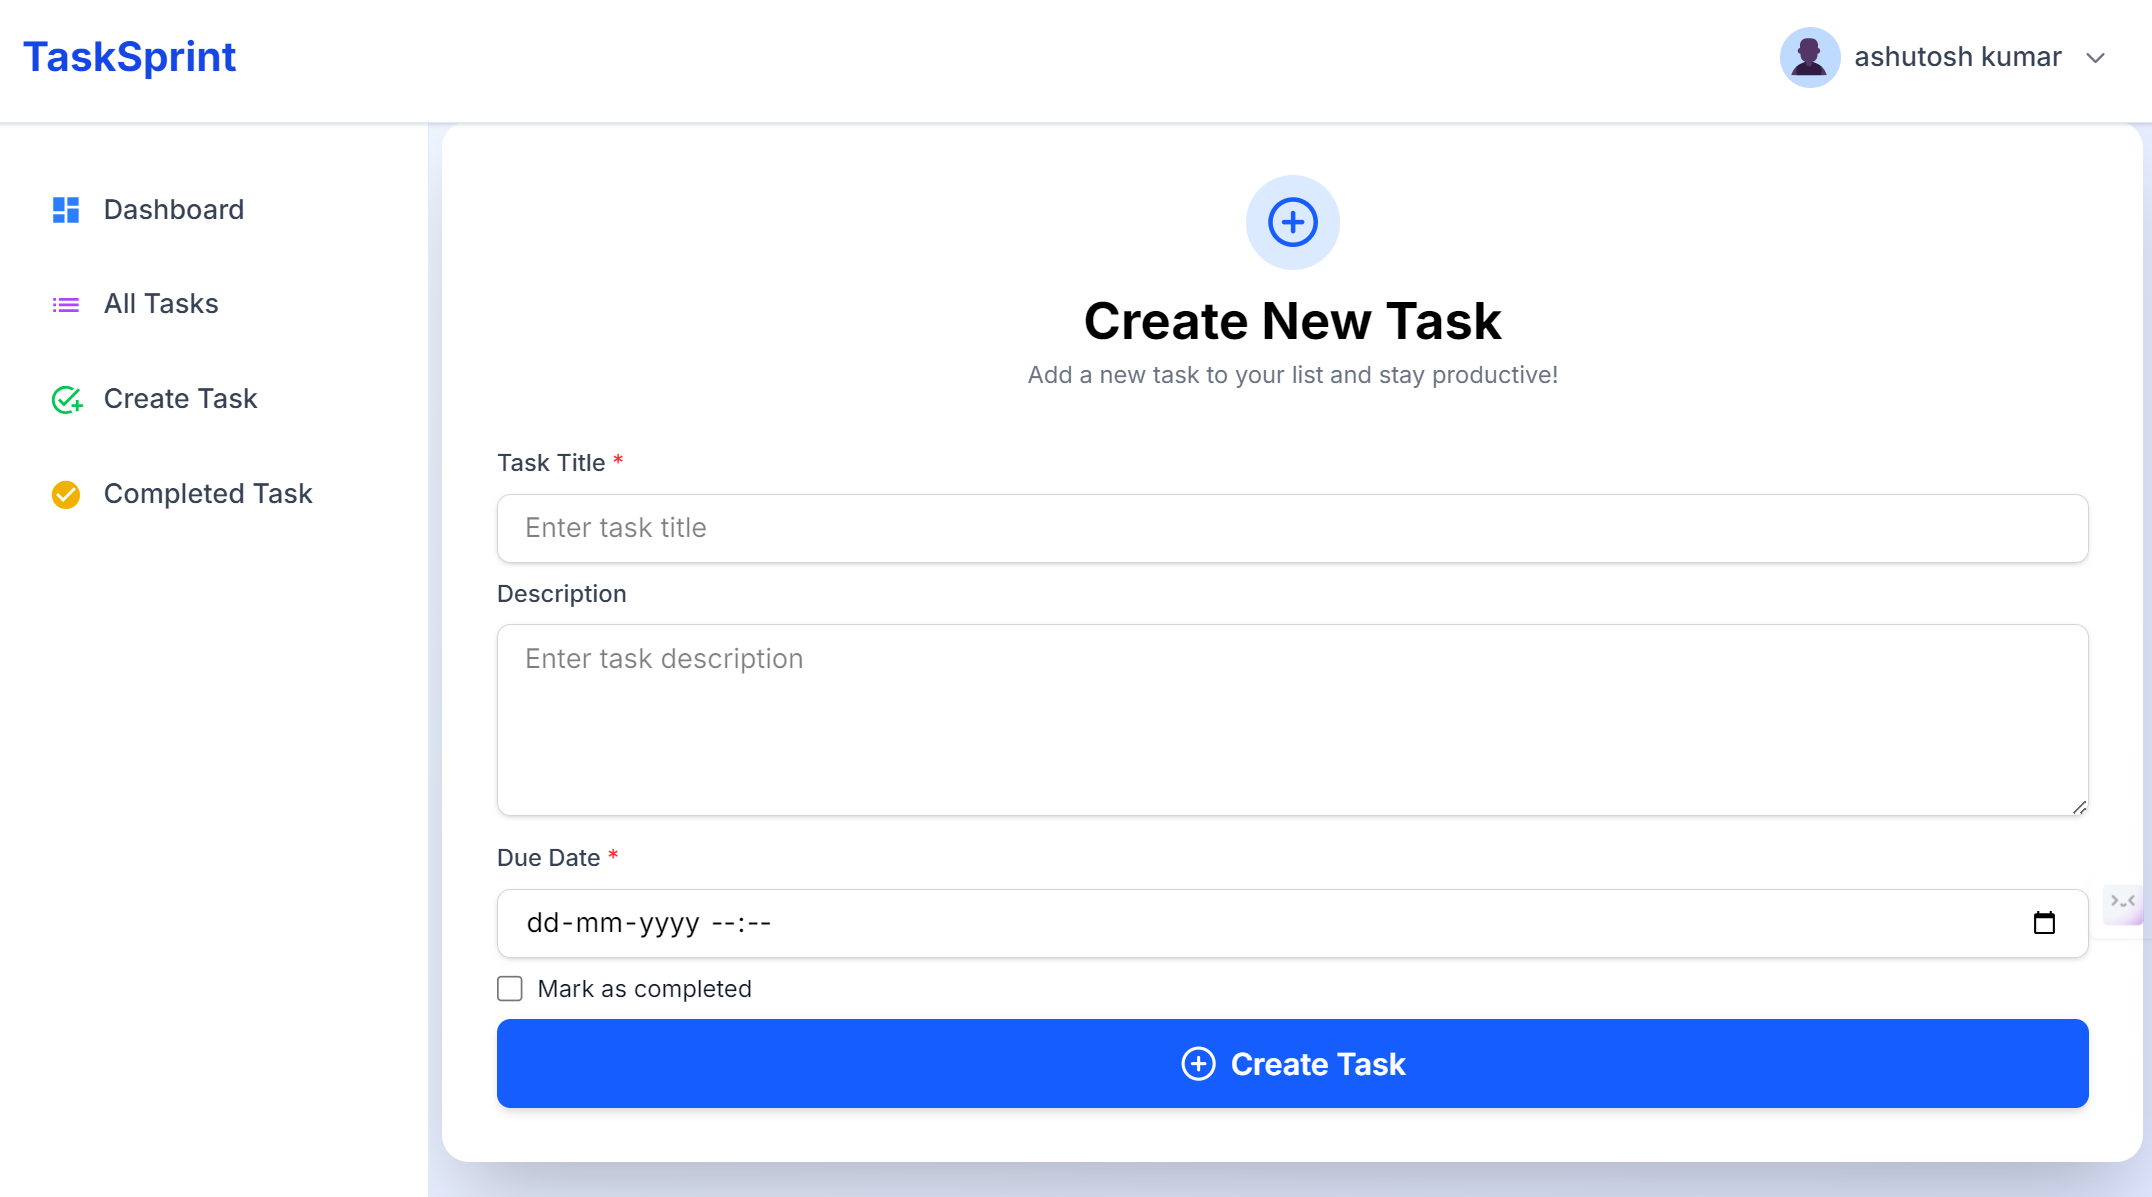 TaskSprint
ashutosh kumar
Dashboard
All Tasks
Create Task
Completed Task
Create New Task
Add a new task to your list and stay productive!
Task Title *
Enter task title
Description
Enter task description
Due Date *
dd-mm-yyyy --:--
Mark as completed
Create Task